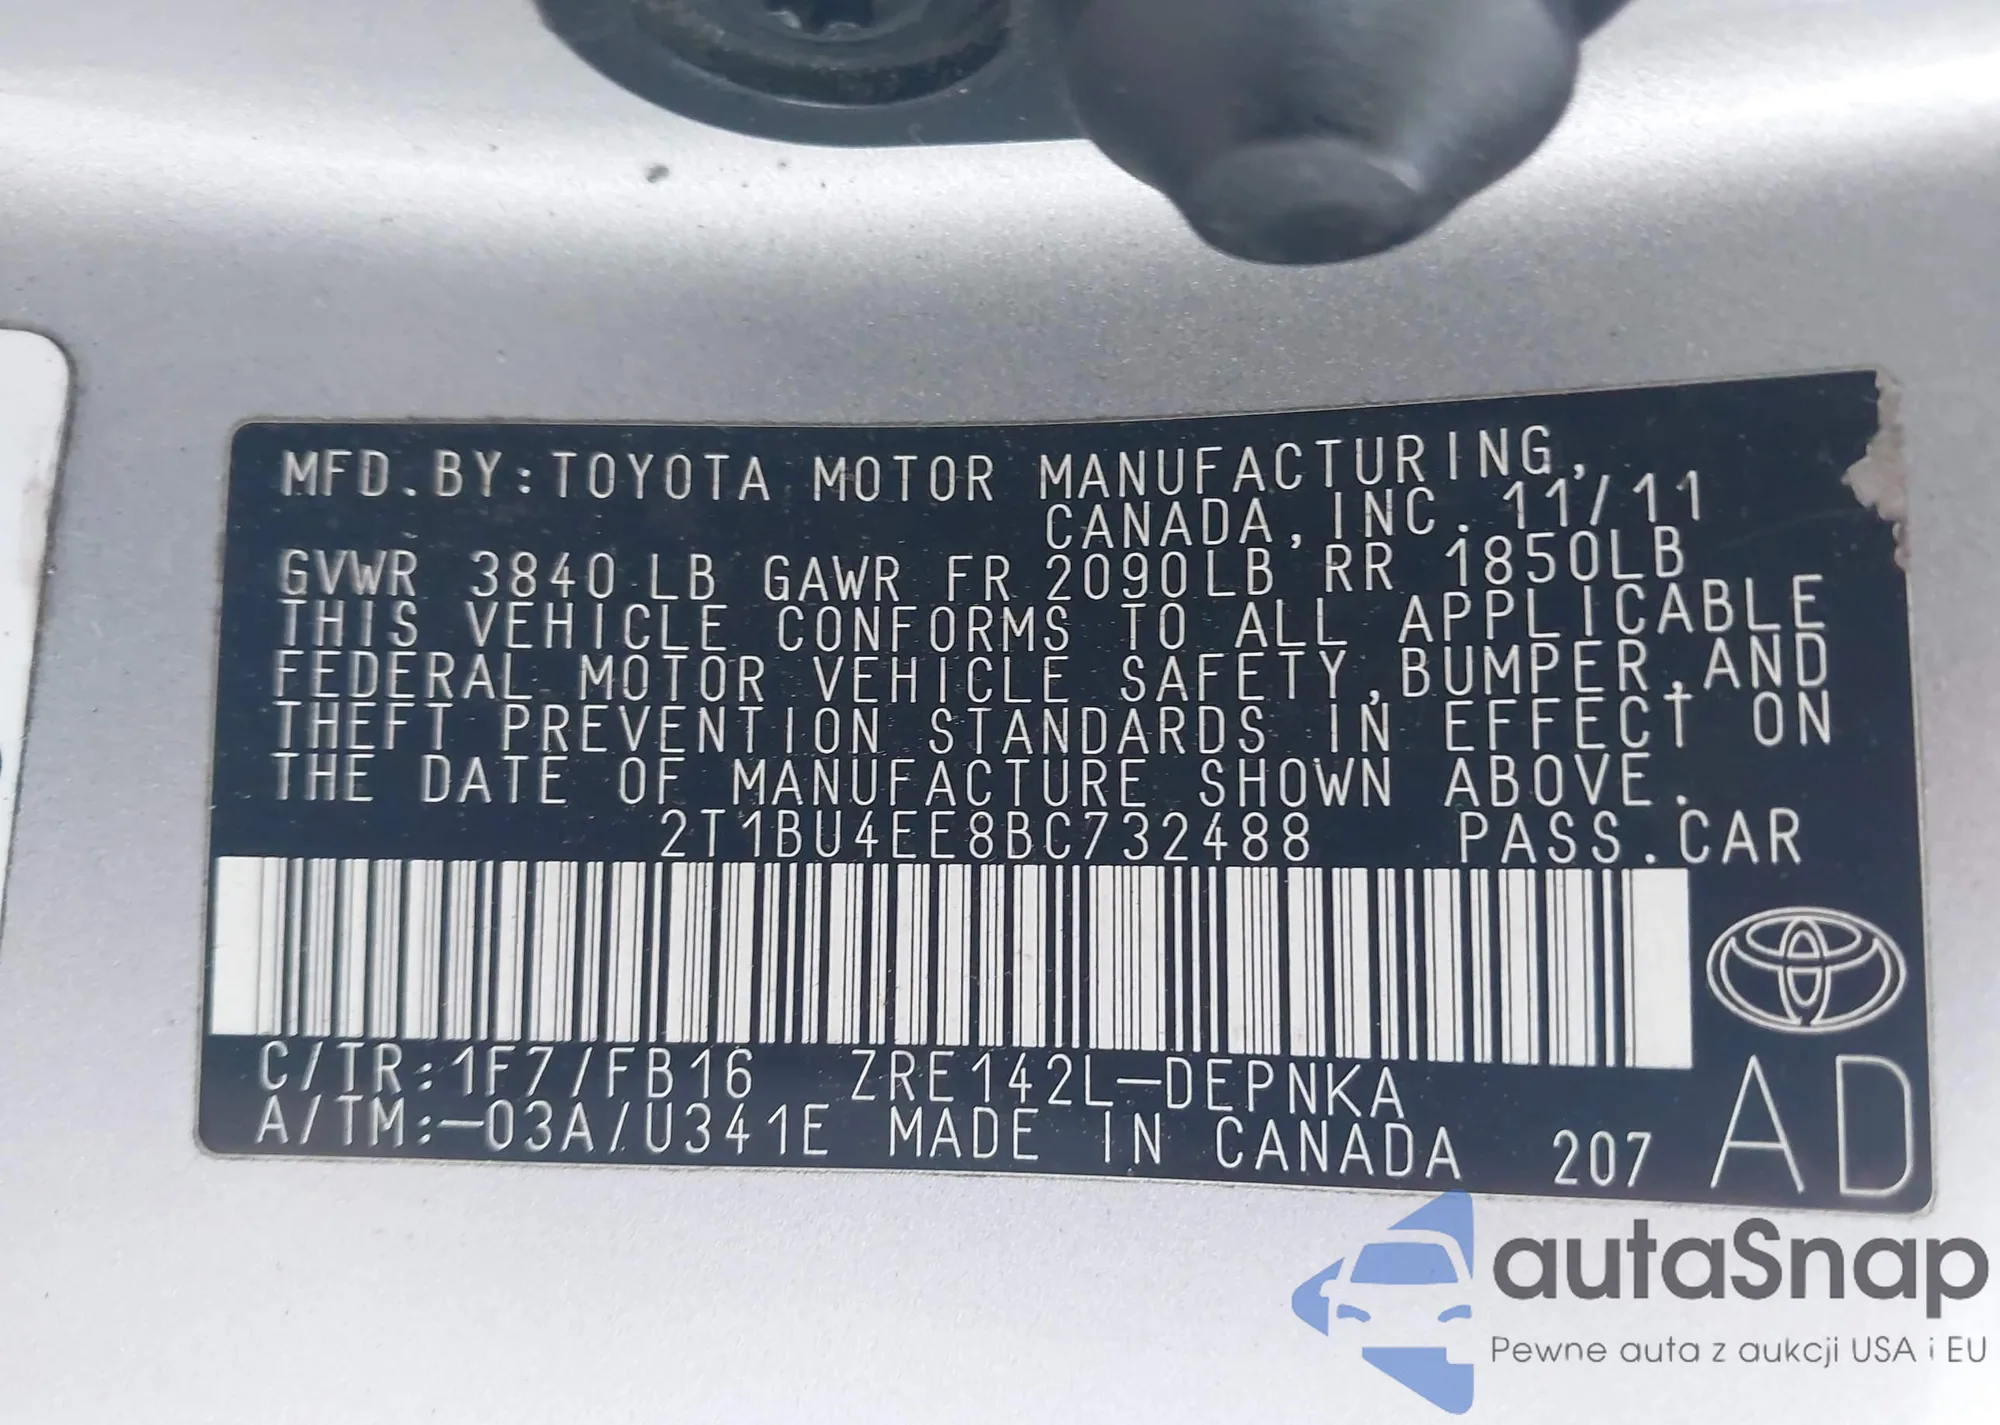 MFD.BY:TOYOTA MOTOR MANUFACTURING,
CANADA,INC. 11/11
GVWR 3840 LB GAWR FR 2090LB RR 1850LB
THIS VEHICLE CONFORMS TO ALL APPLICABLE
FEDERAL MOTOR VEHICLE SAFETY,BUMPER,AND
THEFT PREVENTION STANDARDS IN EFFECT ON
THE DATE OF MANUFACTURE SHOWN ABOVE.
2T1BU4EE8BC732488 PASS.CAR
C/TR:1F7/FB16 ZRE142L-DEPNKA
A/TM:-03A/U341E MADE IN CANADA 207 AD
autaSnap
Pewne auta z aukcji USA i EU